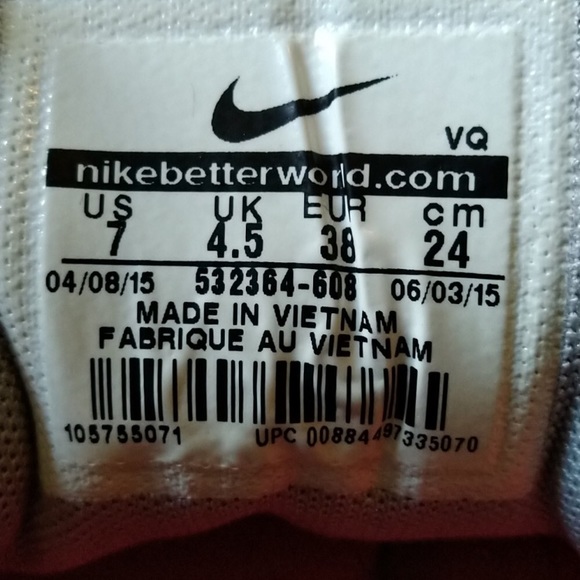 VQ
nikebetterworld.com
US UK EUR cm
7 4.5 38 24
04/08/15 532364-608 06/03/15
MADE IN VIETNAM
FABRIQUE AU VIETNAM
105755071 UPC 00884497335070